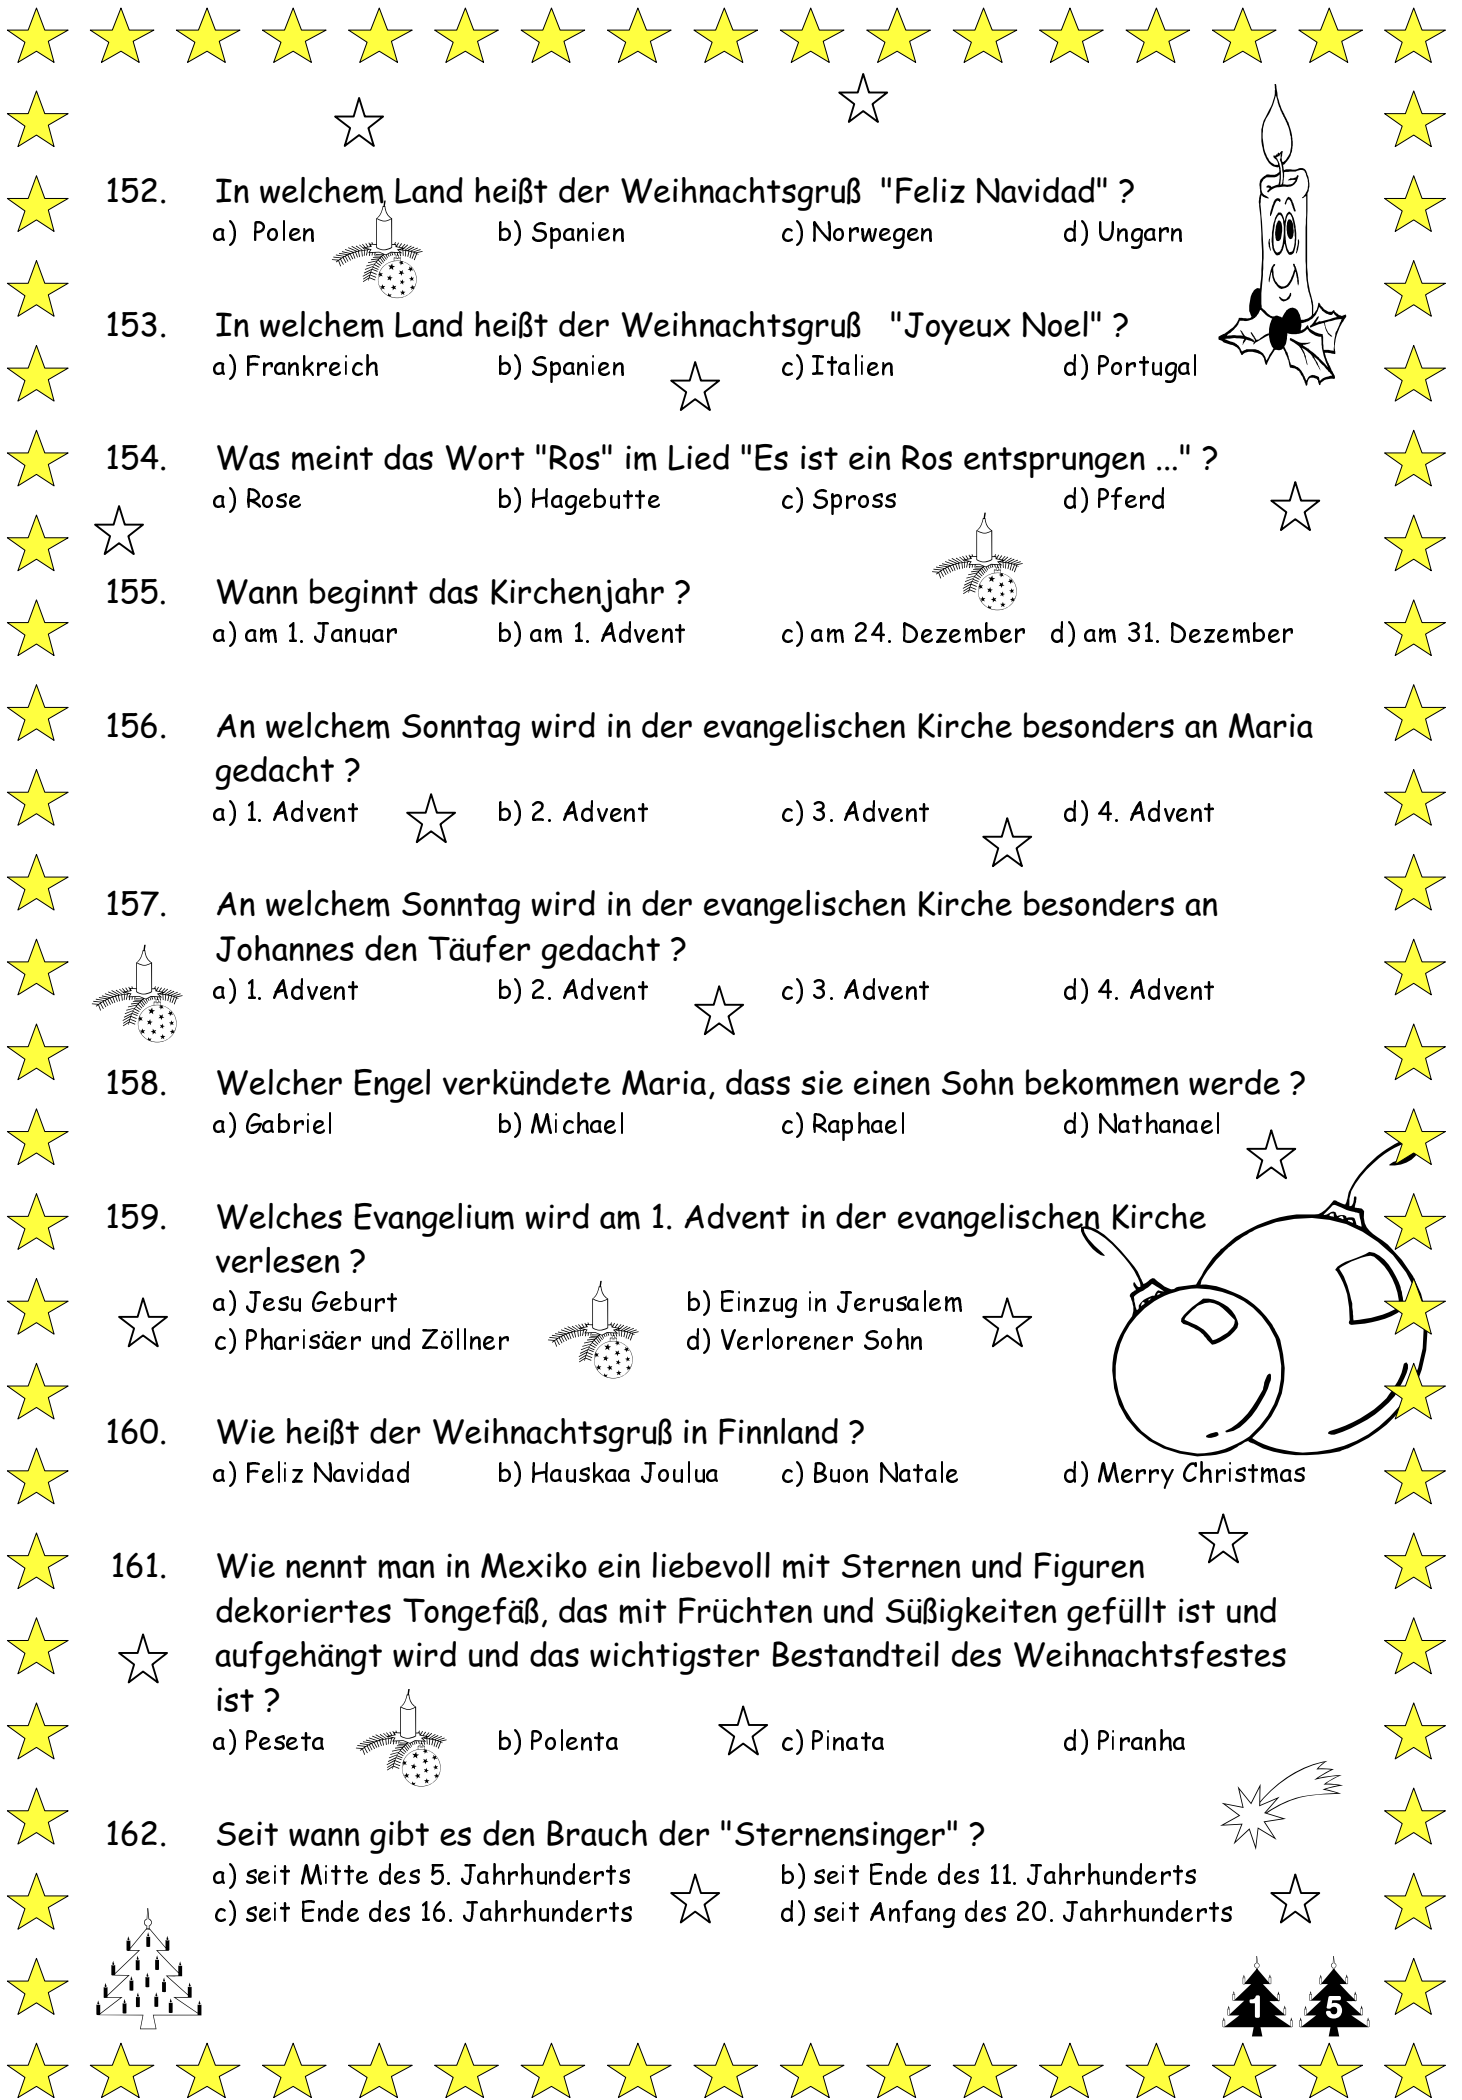 152. In welchem Land heißt der Weihnachtsgruß "Feliz Navidad" ?
a) Polen b) Spanien c) Norwegen d) Ungarn
153. In welchem Land heißt der Weihnachtsgruß "Joyeux Noel" ?
a) Frankreich b) Spanien c) Italien d) Portugal
154. Was meint das Wort "Ros" im Lied "Es ist ein Ros entsprungen ..." ?
a) Rose b) Hagebutte c) Spross d) Pferd
155. Wann beginnt das Kirchenjahr ?
a) am 1. Januar b) am 1. Advent c) am 24. Dezember d) am 31. Dezember
156. An welchem Sonntag wird in der evangelischen Kirche besonders an Maria
gedacht ?
a) 1. Advent b) 2. Advent c) 3. Advent d) 4. Advent
157. An welchem Sonntag wird in der evangelischen Kirche besonders an
Johannes den Täufer gedacht ?
a) 1. Advent b) 2. Advent c) 3. Advent d) 4. Advent
158. Welcher Engel verkündete Maria, dass sie einen Sohn bekommen werde ?
a) Gabriel b) Michael c) Raphael d) Nathanael
159. Welches Evangelium wird am 1. Advent in der evangelischen Kirche
verlesen ?
a) Jesu Geburt b) Einzug in Jerusalem
c) Pharisäer und Zöllner d) Verlorener Sohn
160. Wie heißt der Weihnachtsgruß in Finnland ?
a) Feliz Navidad b) Hauskaa Joulua c) Buon Natale d) Merry Christmas
161. Wie nennt man in Mexiko ein liebevoll mit Sternen und Figuren
dekoriertes Tongefäß, das mit Früchten und Süßigkeiten gefüllt ist und
aufgehängt wird und das wichtigster Bestandteil des Weihnachtsfestes
ist ?
a) Peseta b) Polenta c) Pinata d) Piranha
162. Seit wann gibt es den Brauch der "Sternensinger" ?
a) seit Mitte des 5. Jahrhunderts b) seit Ende des 11. Jahrhunderts
c) seit Ende des 16. Jahrhunderts d) seit Anfang des 20. Jahrhunderts
1 5